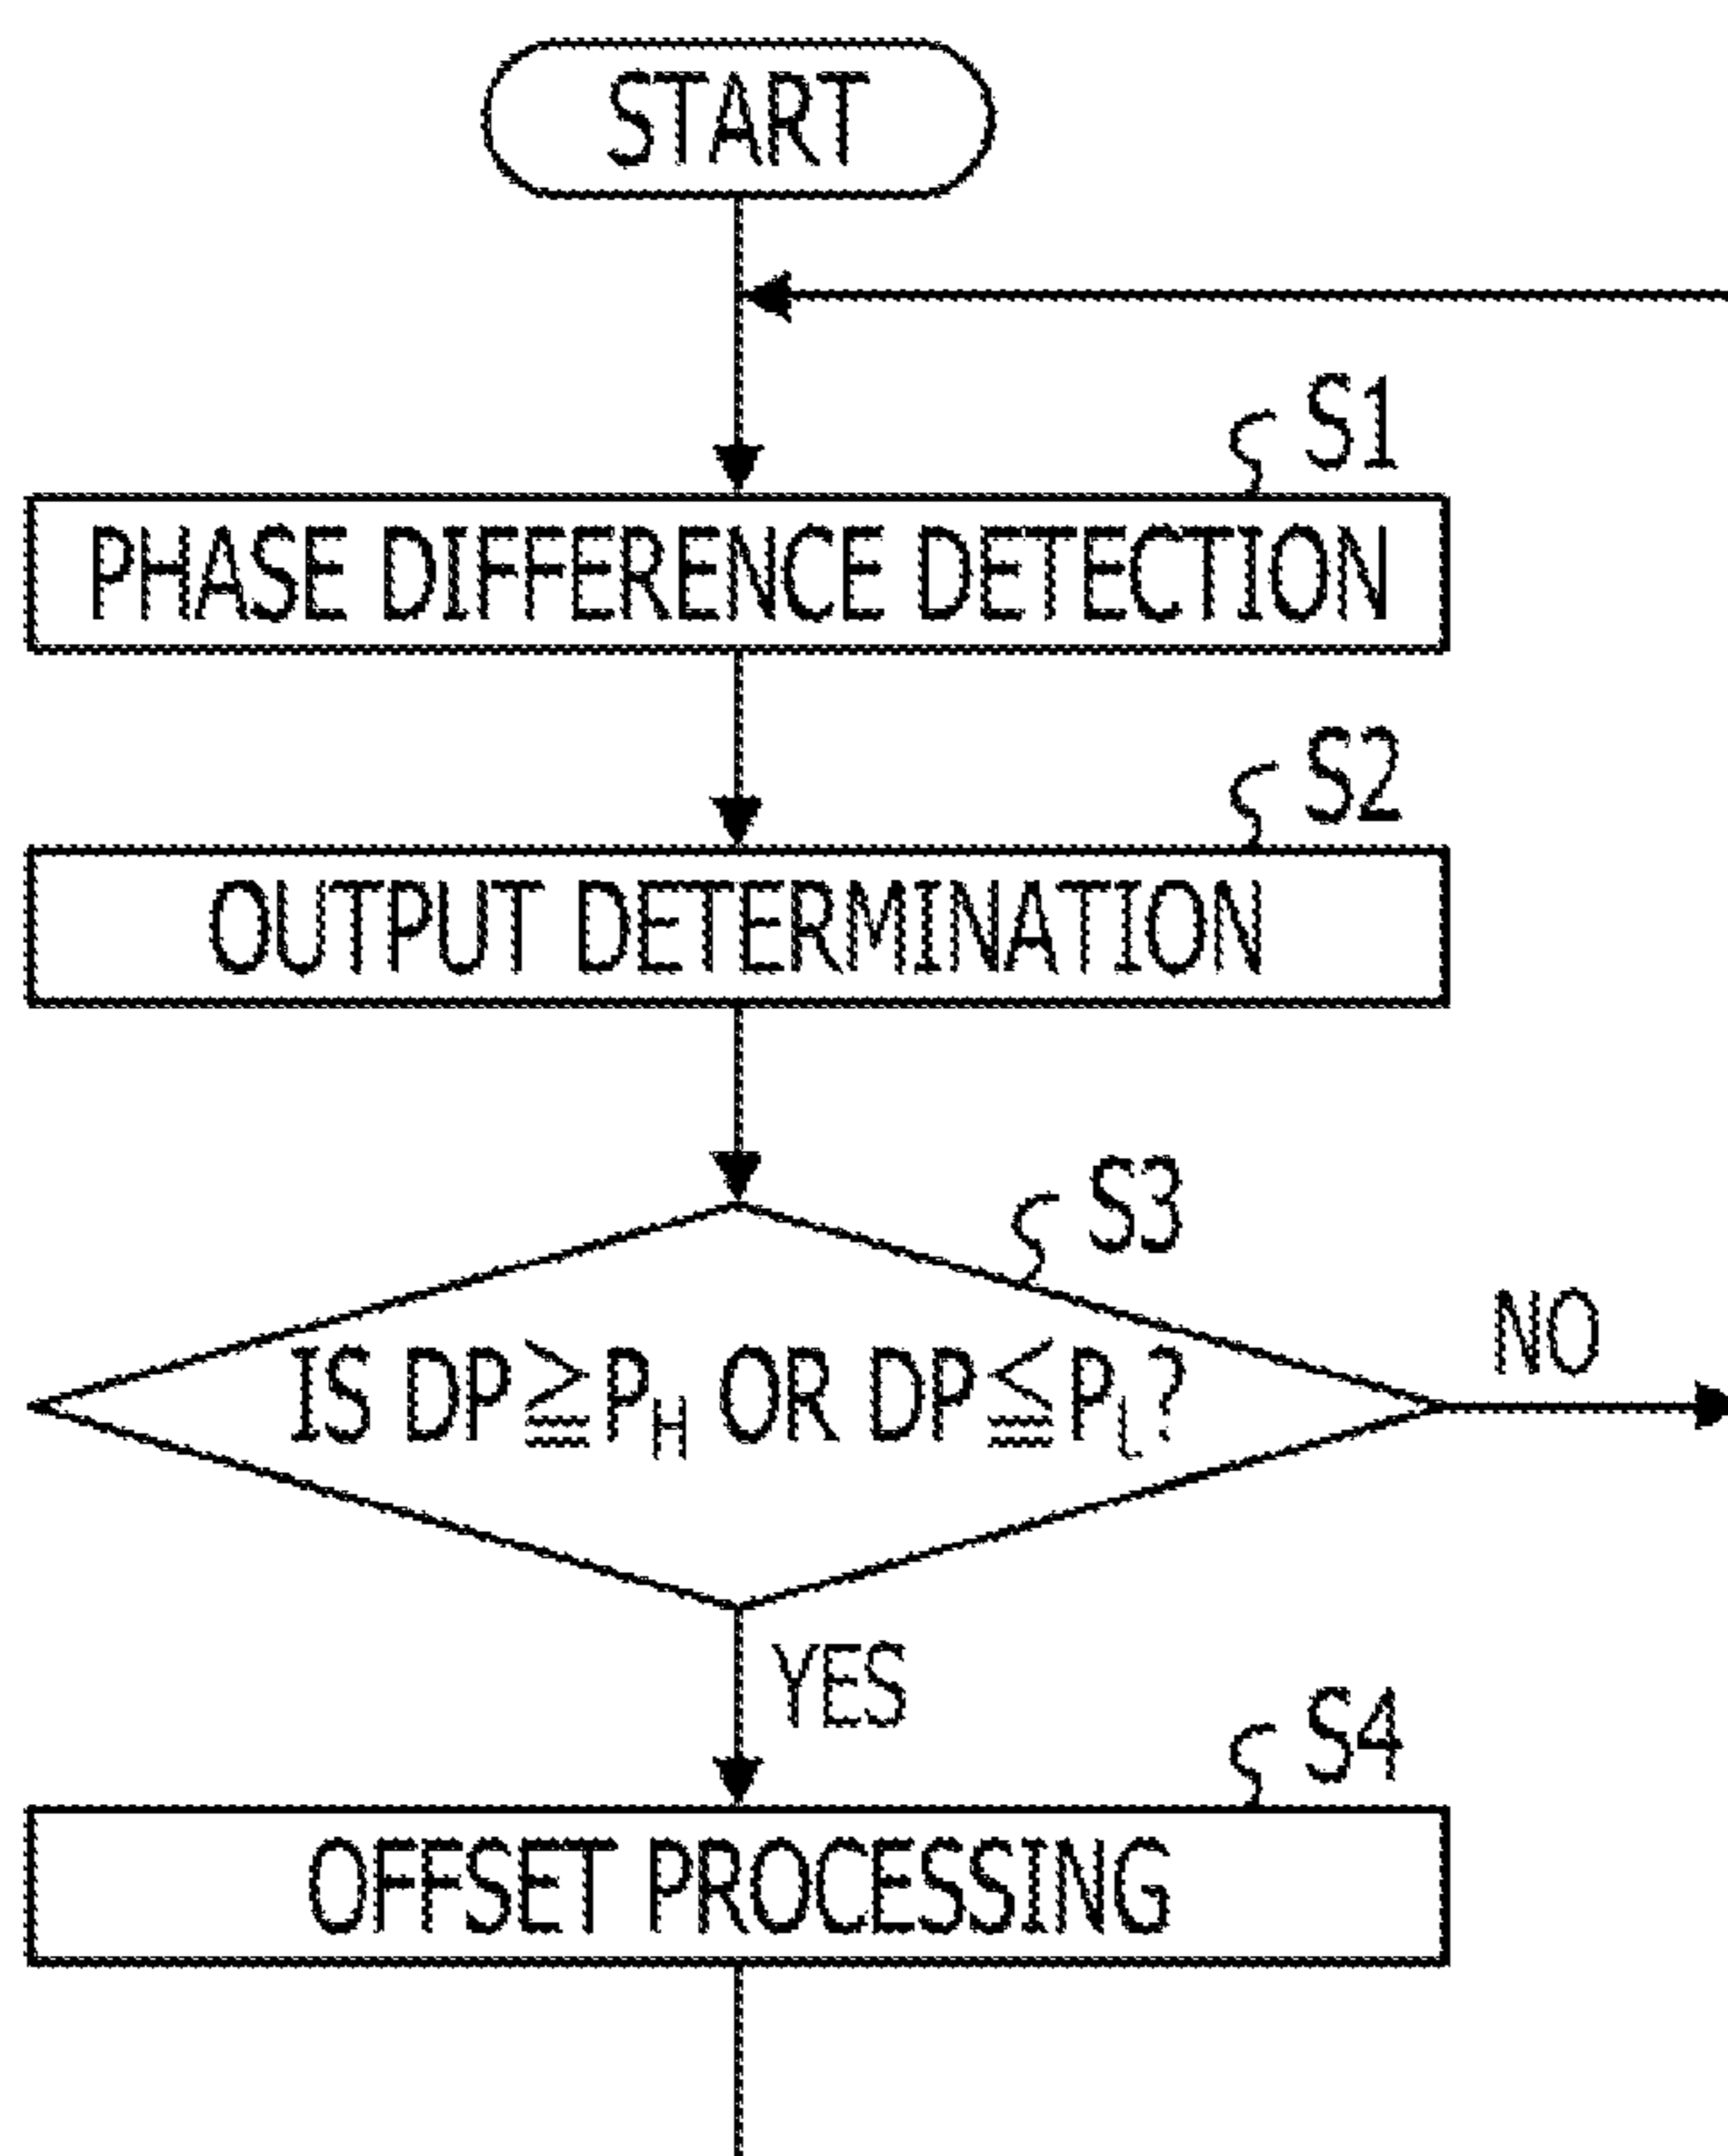 START
S1
PHASE DIFFERENCE DETECTION
S2
OUTPUT DETERMINATION
S3
IS DP≧PH OR DP≦PL?
NO
YES
S4
OFFSET PROCESSING